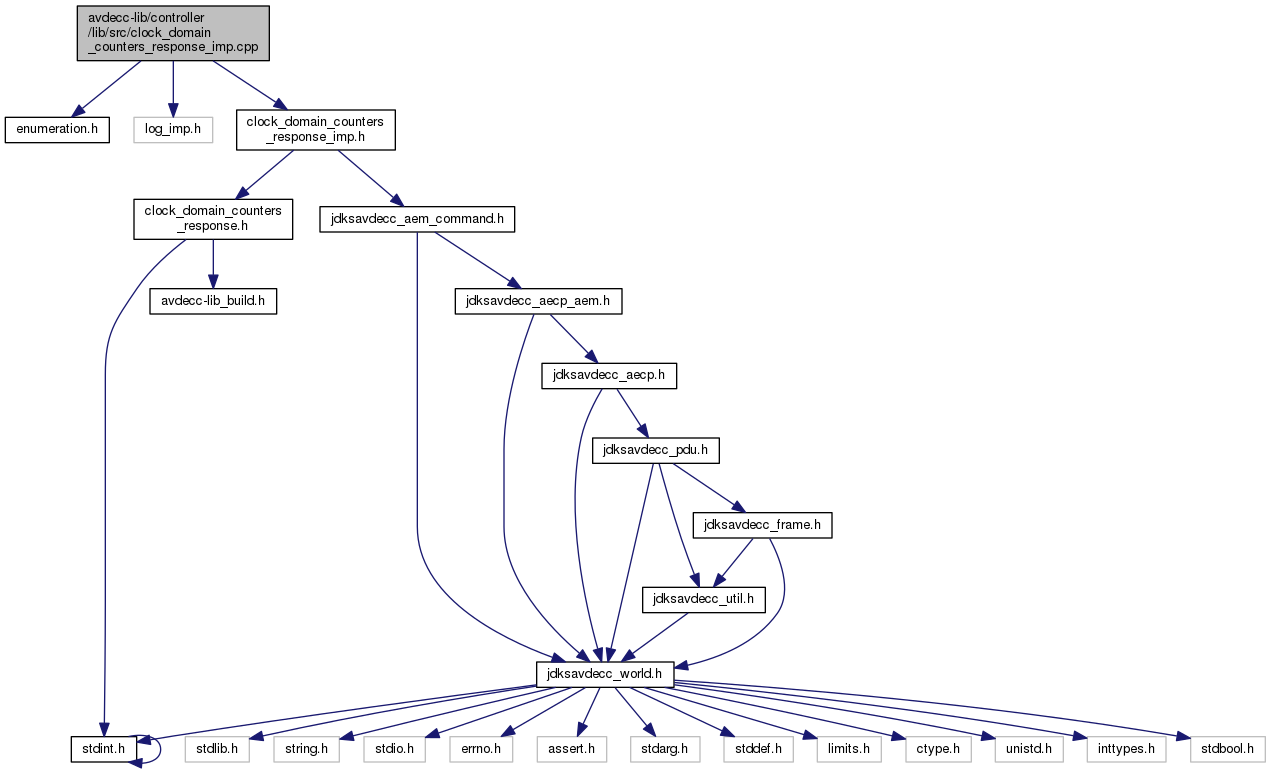 avdecc-lib/controller
/lib/src/clock_domain
_counters_response_imp.cpp
enumeration.h
log_imp.h
clock_domain_counters
_response_imp.h
clock_domain_counters
_response.h
jdksavdecc_aem_command.h
avdecc-lib_build.h
jdksavdecc_aecp_aem.h
jdksavdecc_aecp.h
jdksavdecc_pdu.h
jdksavdecc_frame.h
jdksavdecc_util.h
jdksavdecc_world.h
stdint.h
stdlib.h
string.h
stdio.h
errno.h
assert.h
stdarg.h
stddef.h
limits.h
ctype.h
unistd.h
inttypes.h
stdbool.h